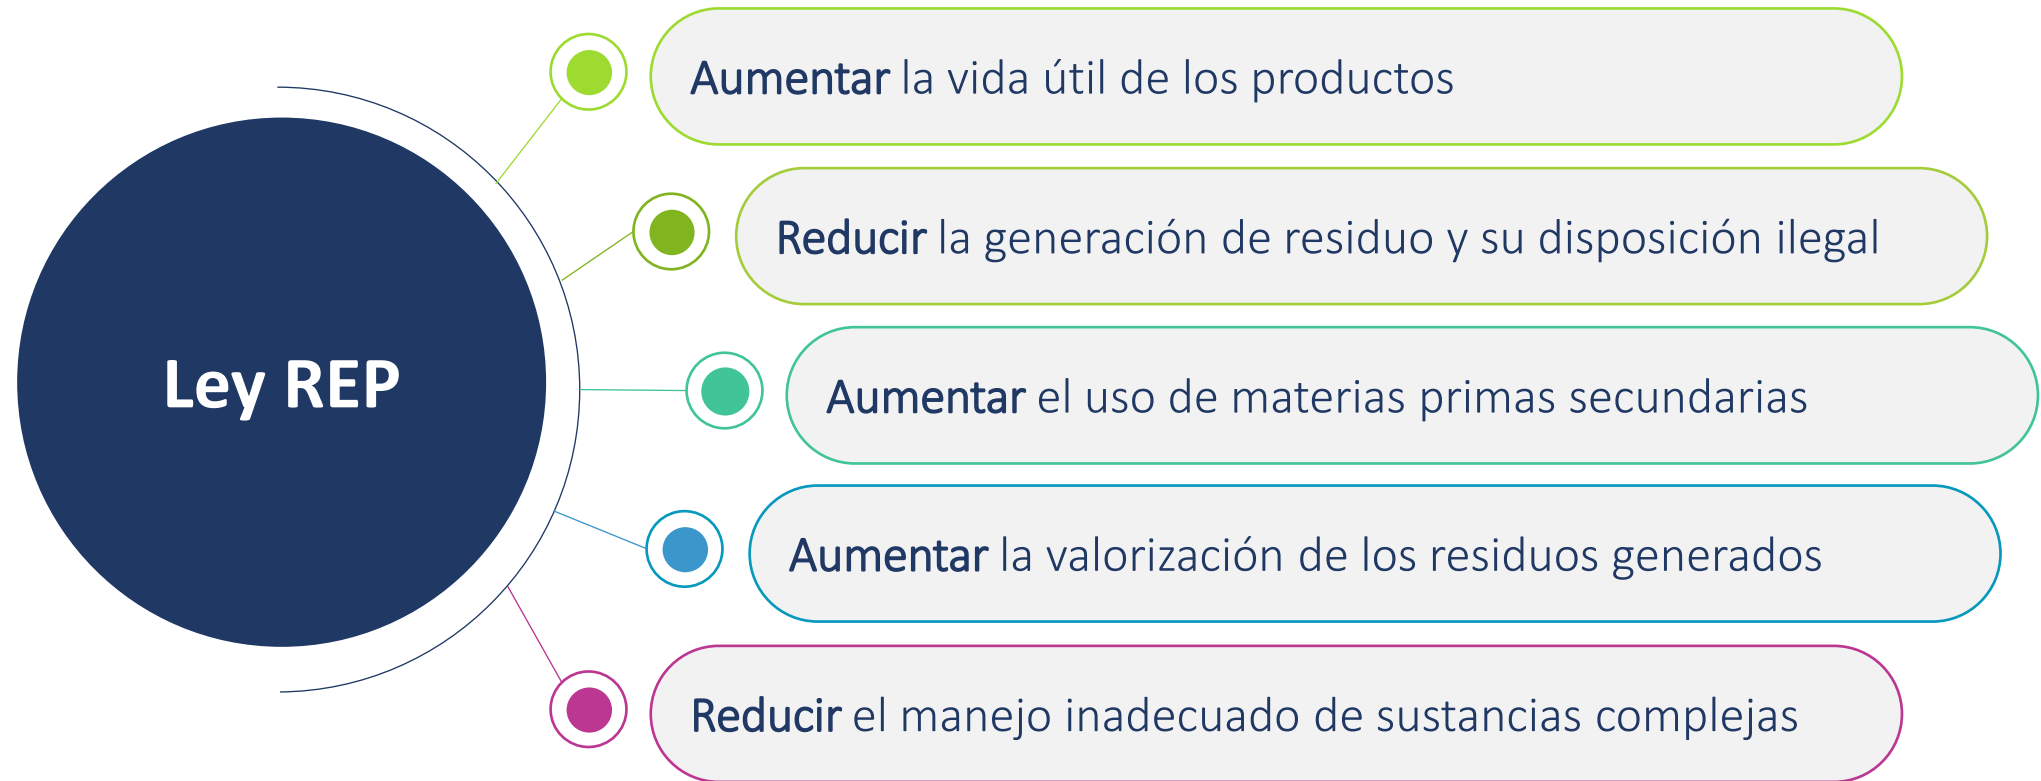 Ley REP
Aumentar la vida útil de los productos
Reducir la generación de residuo y su disposición ilegal
Aumentar el uso de materias primas secundarias
Aumentar la valorización de los residuos generados
Reducir el manejo inadecuado de sustancias complejas